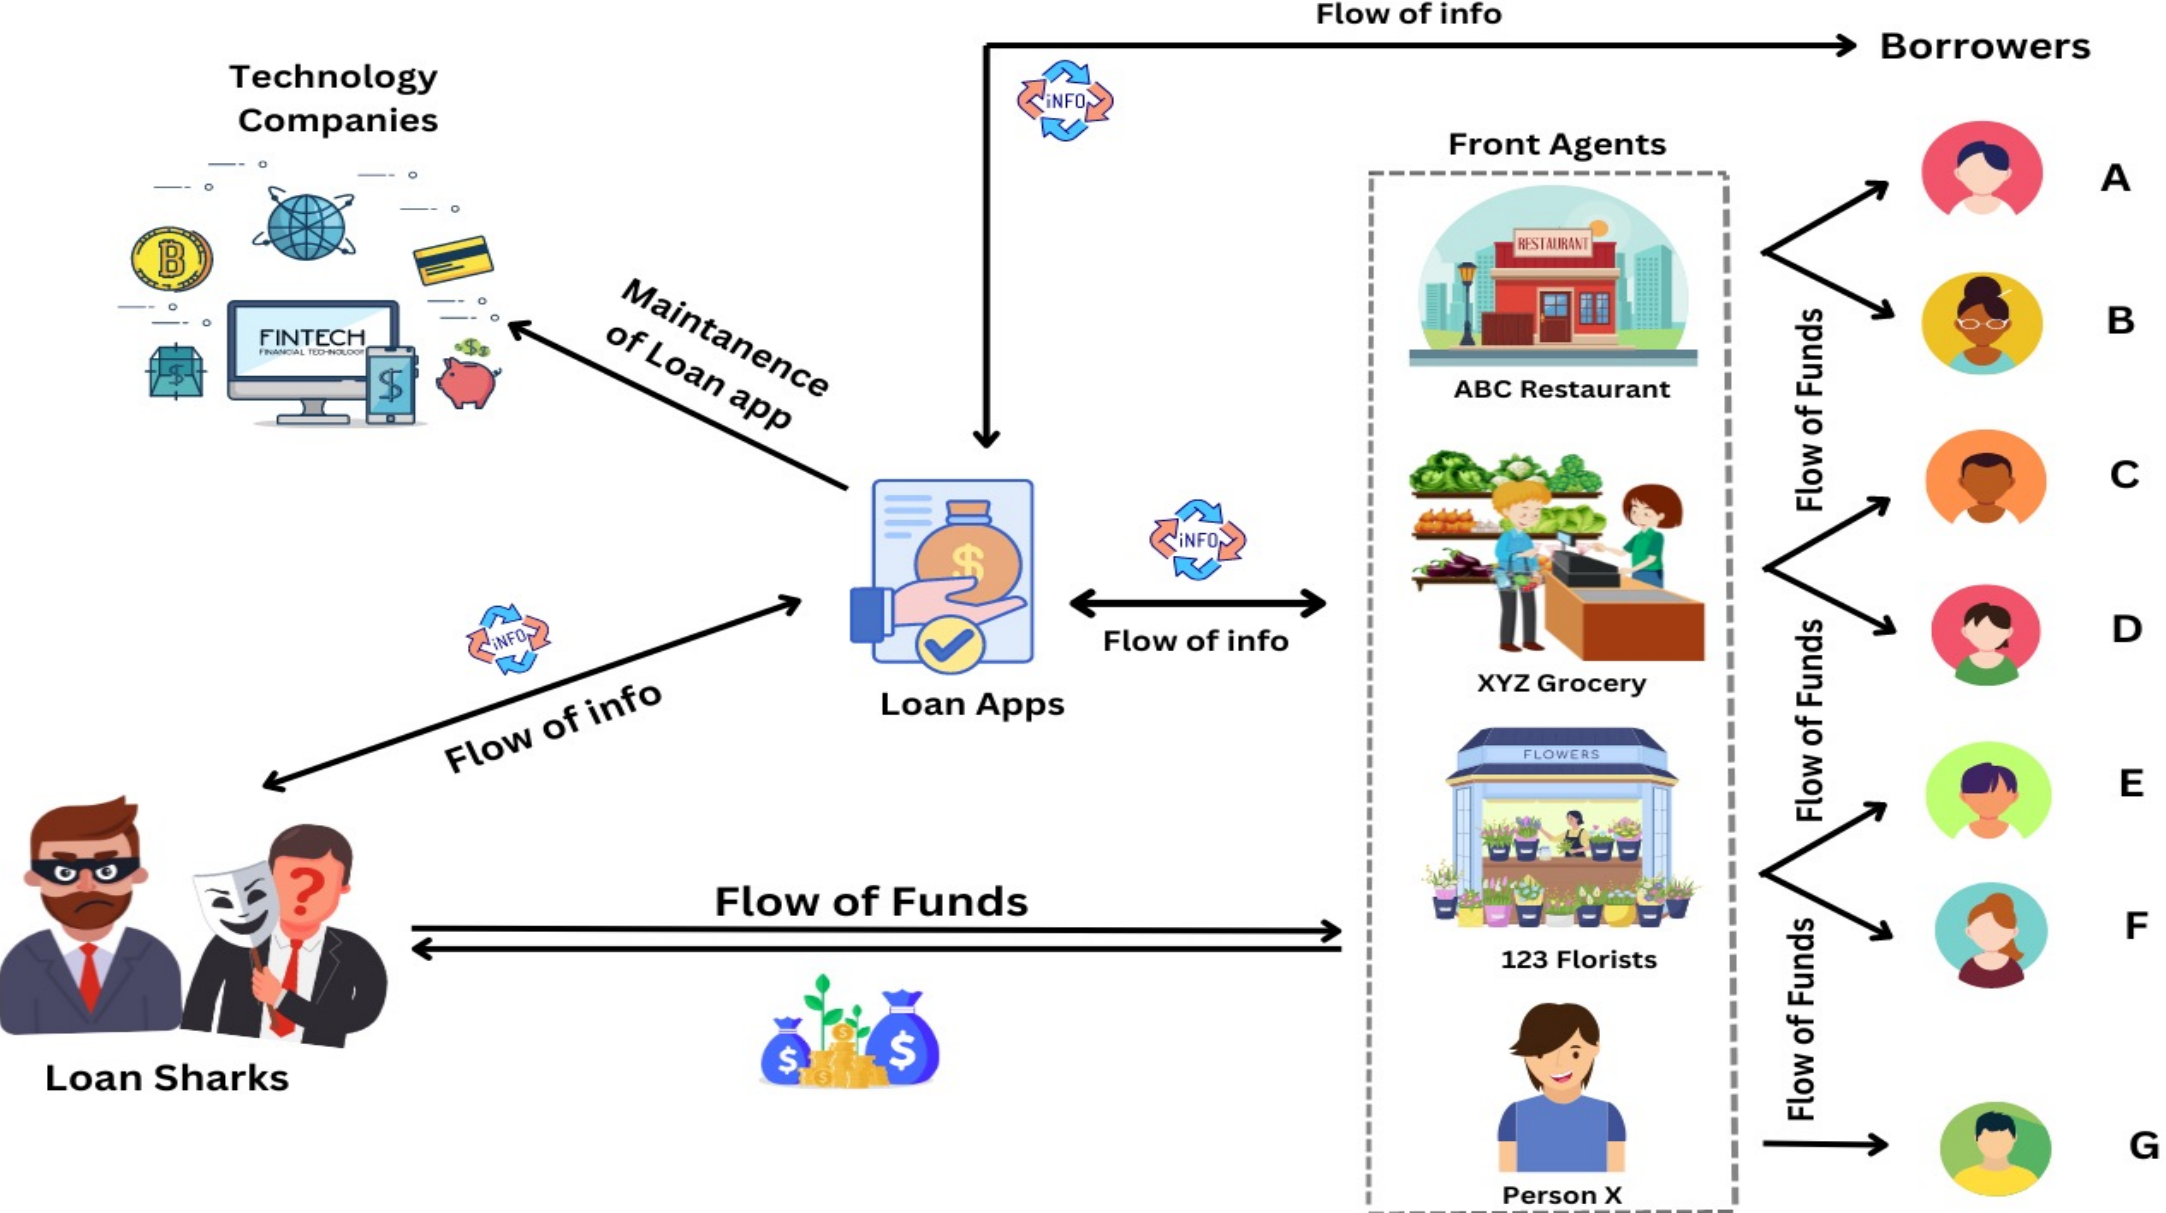 Flow of info
Borrowers
Technology
Companies
iNFO
Front Agents
A
RESTAURANT
B
FINTECH
FINANCIAL TECHNOLOGY
Maintanence
of Loan app
ABC Restaurant
Flow of Funds
C
iNFO
Flow of info
D
XYZ Grocery
Loan Apps
iNFO
Flow of info
Flow of Funds
FLOWERS
E
Flow of Funds
F
123 Florists
Flow of Funds
Loan Sharks
G
Person X